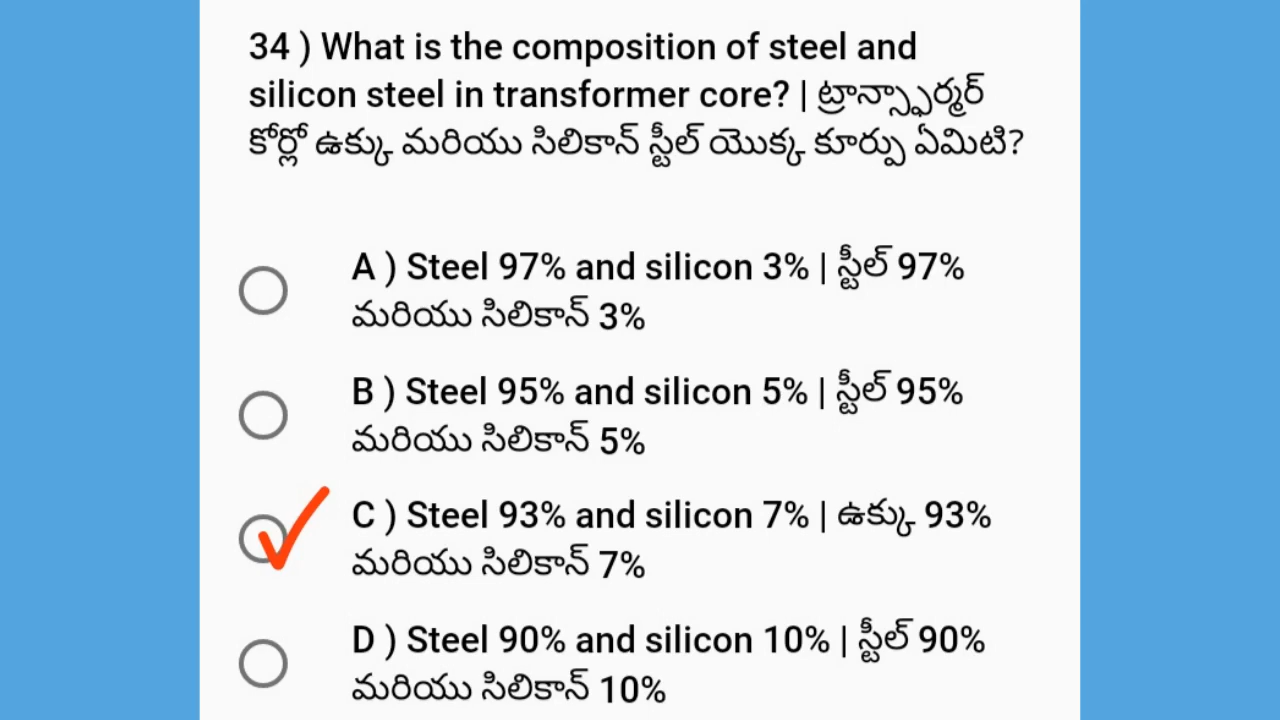 34 ) What is the composition of steel and
silicon steel in transformer core? | ట్రాన్స్ఫార్మర్
కోర్లో ఉక్కు మరియు సిలికాన్ స్టీల్ యొక్క కూర్పు ఏమిటి?
A ) Steel 97% and silicon 3% | స్టీల్ 97%
మరియు సిలికాన్ 3%
B ) Steel 95% and silicon 5% | స్టీల్ 95%
మరియు సిలికాన్ 5%
C ) Steel 93% and silicon 7% | ఉక్కు 93%
మరియు సిలికాన్ 7%
D ) Steel 90% and silicon 10% | స్టీల్ 90%
మరియు సిలికాన్ 10%